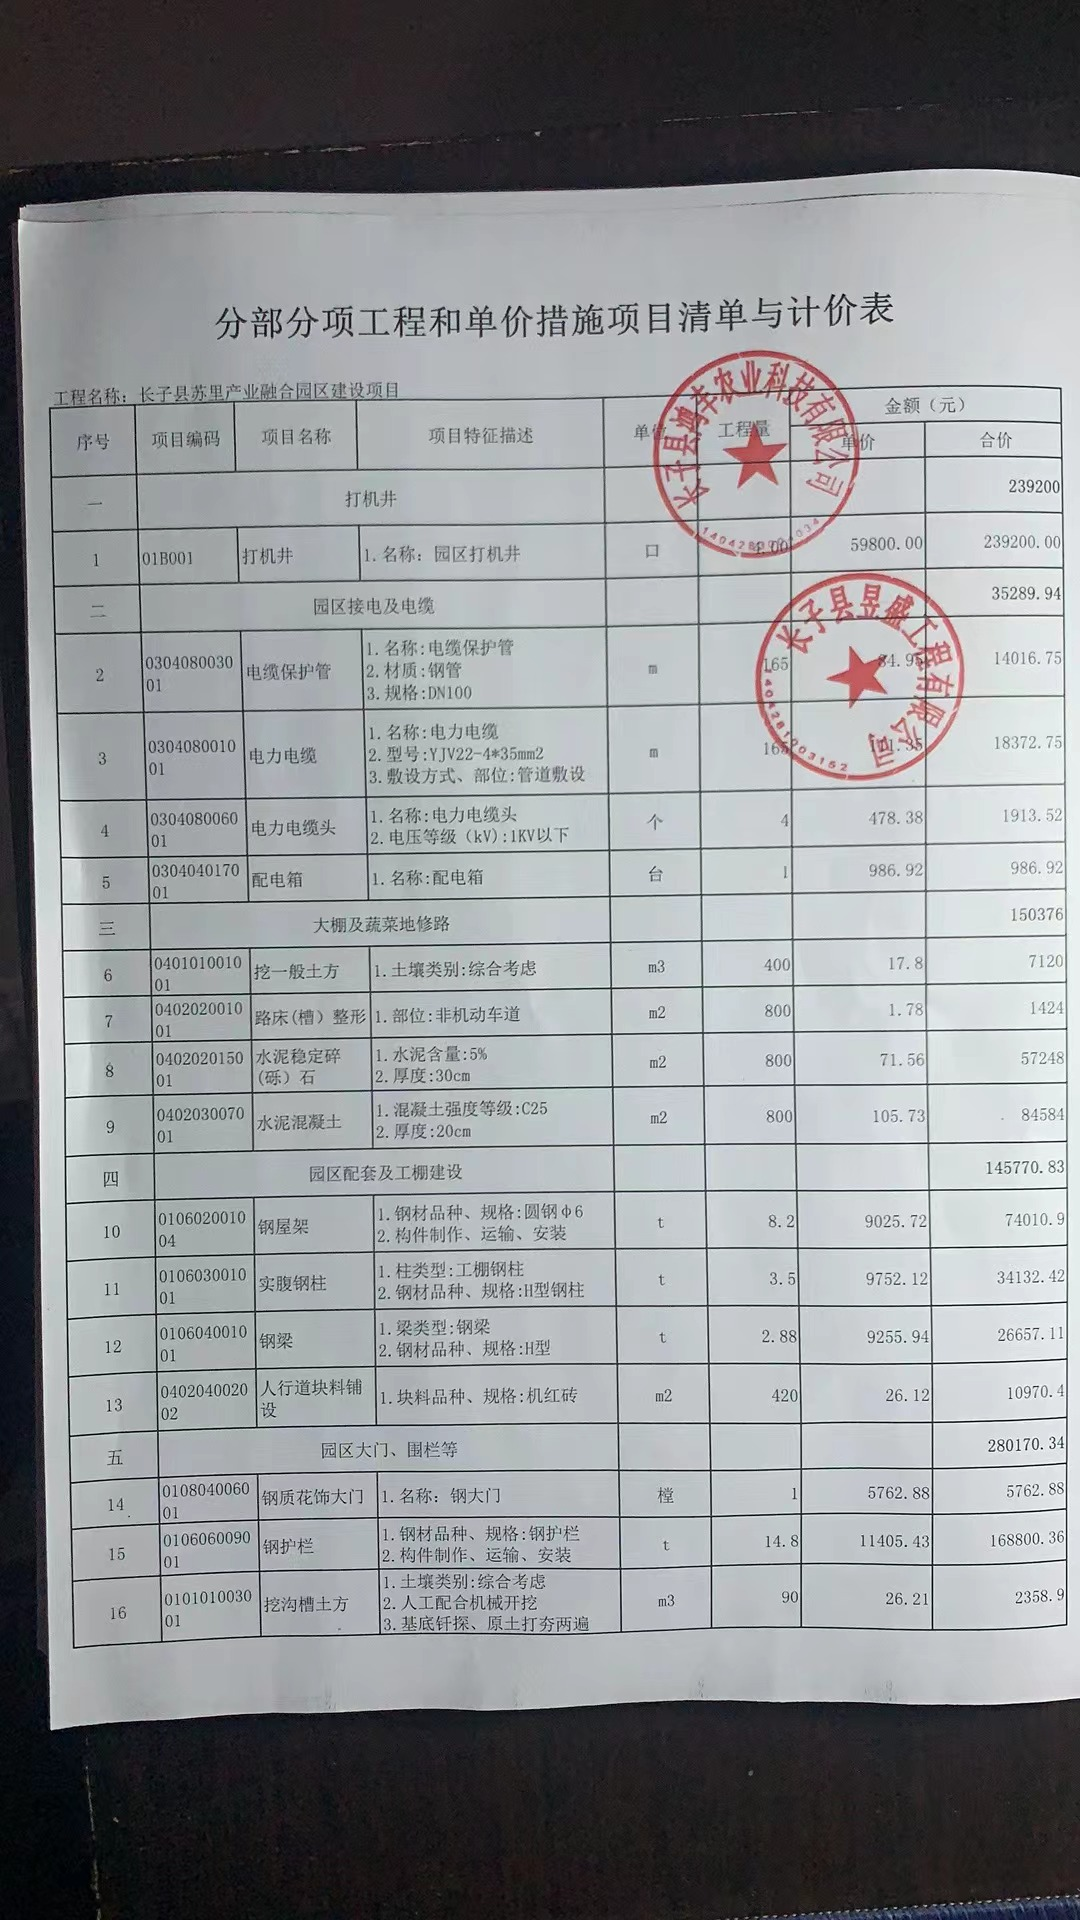 分部分项工程和单价措施项目清单与计价表
工程名称：长子县苏里产业融合园区建设项目
序号 项目编码 项目名称 项目特征描述 单位 工程量 金额（元）
单价 合价
一 打机井 239200
1 01B001 打机井 1.名称：园区打机井 口 4.00 59800.00 239200.00
二 园区接电及电缆 35289.94
2 030408003001 电缆保护管 1.名称:电缆保护管 m 165 84.95 14016.75
2.材质:钢管
3.规格:DN100
3 030408001001 电力电缆 1.名称:电力电缆 m 165 111.35 18372.75
2.型号:YJV22-4*35mm2
3.敷设方式、部位:管道敷设
4 030408006001 电力电缆头 1.名称:电力电缆头 个 4 478.38 1913.52
2.电压等级（kV):1KV以下
5 030404017001 配电箱 1.名称:配电箱 台 1 986.92 986.92
三 大棚及蔬菜地修路 150376
6 040101001001 挖一般土方 1.土壤类别:综合考虑 m3 400 17.8 7120
7 040202001001 路床(槽）整形 1.部位:非机动车道 m2 800 1.78 1424
8 040202015001 水泥稳定碎(砾）石 1.水泥含量:5% m2 800 71.56 57248
2.厚度:30cm
9 040203007001 水泥混凝土 1.混凝土强度等级:C25 m2 800 105.73 84584
2.厚度:20cm
四 园区配套及工棚建设 145770.83
10 010602001004 钢屋架 1.钢材品种、规格:圆钢φ6 t 8.2 9025.72 74010.9
2.构件制作、运输、安装
11 010603001001 实腹钢柱 1.柱类型:工棚钢柱 t 3.5 9752.12 34132.42
2.钢材品种、规格:H型钢柱
12 010604001001 钢梁 1.梁类型:钢梁 t 2.88 9255.94 26657.11
2.钢材品种、规格:H型
13 040204002002 人行道块料铺设 1.块料品种、规格:机红砖 m2 420 26.12 10970.4
五 园区大门、围栏等 280170.34
14 010804006001 钢质花饰大门 1.名称：钢大门 樘 1 5762.88 5762.88
15 010606009001 钢护栏 1.钢材品种、规格:钢护栏 t 14.8 11405.43 168800.36
2.构件制作、运输、安装
16 010101003001 挖沟槽土方 1.土壤类别:综合考虑 m3 90 26.21 2358.9
2.人工配合机械开挖
3.基底钎探、原土打夯两遍
长子县鸿丰农业科技有限公司
长子县昱盛工程有限公司
1404281003152